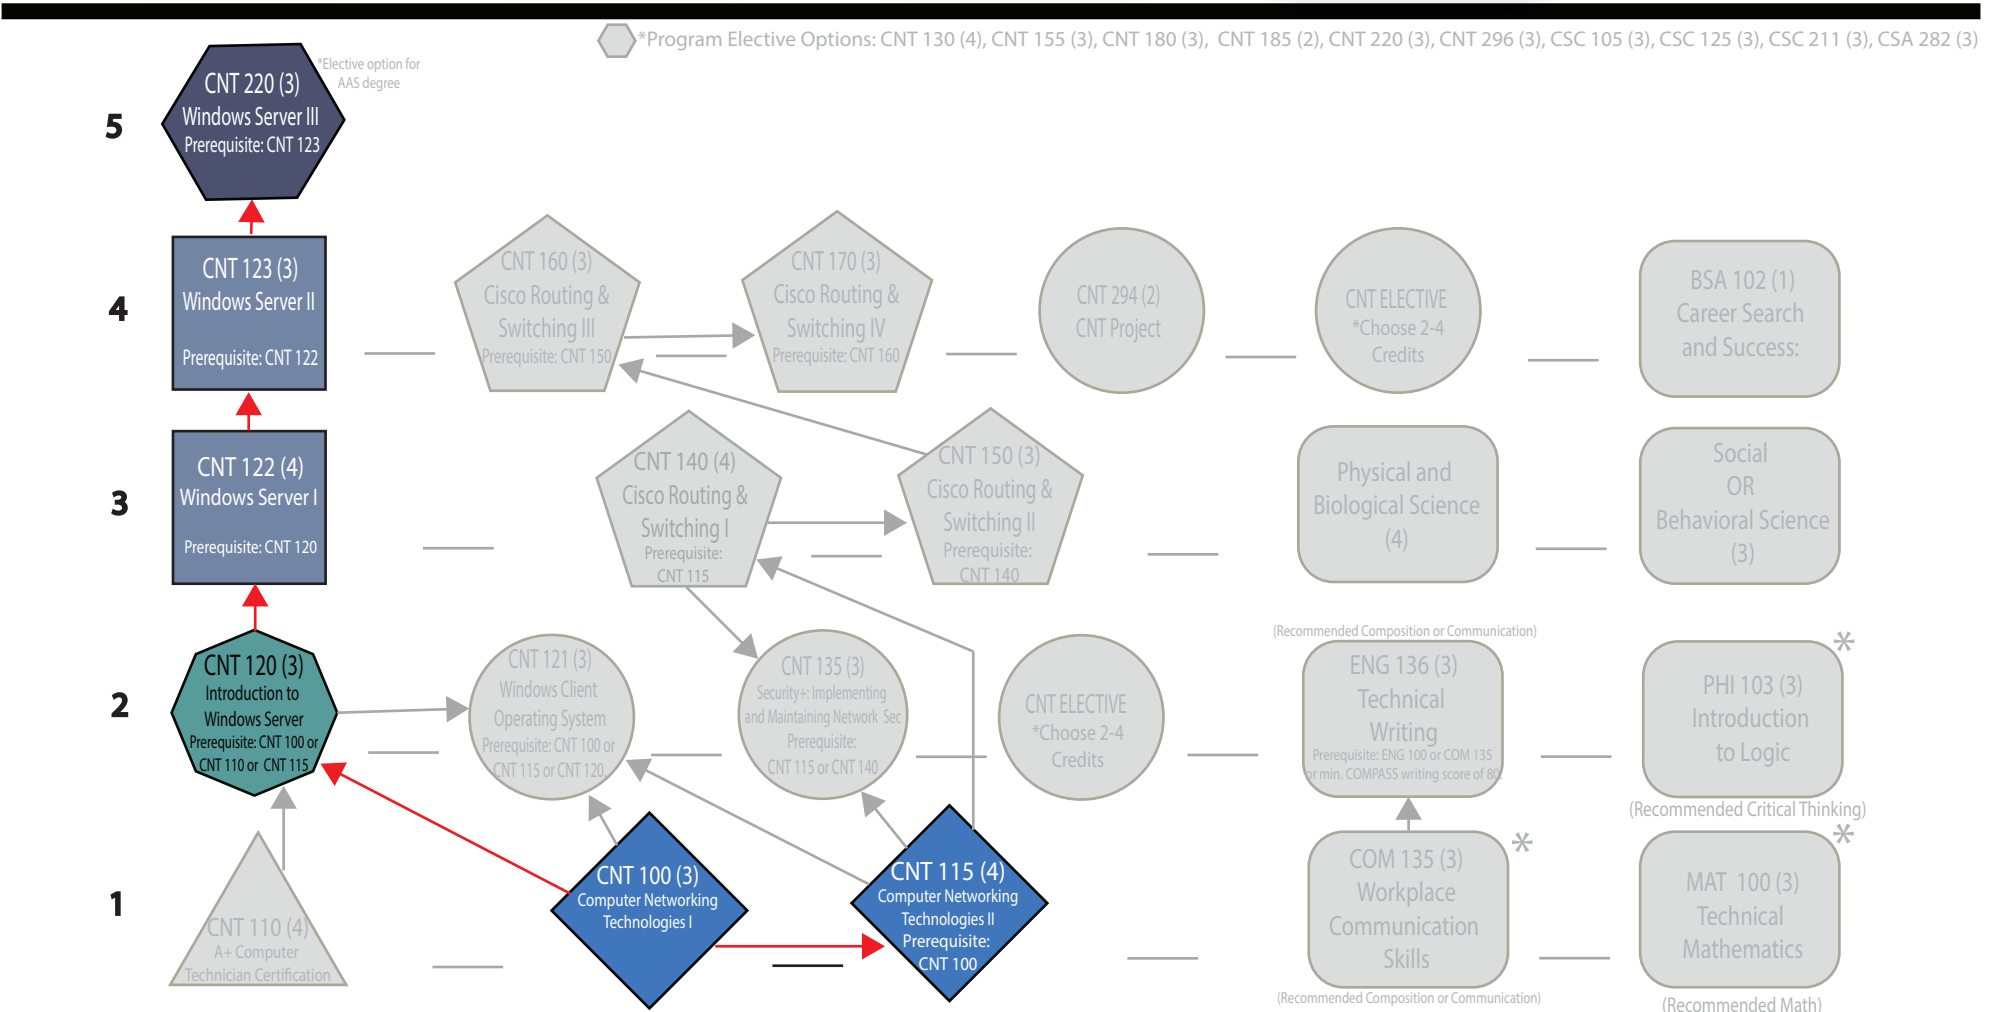 *Program Elective Options: CNT 130 (4), CNT 155 (3), CNT 180 (3), CNT 185 (2), CNT 220 (3), CNT 296 (3), CSC 105 (3), CSC 125 (3), CSC 211 (3), CSA 282 (3)
5
CNT 220 (3)
Windows Server III
Prerequisite: CNT 123
*Elective option for
AAS degree
4
CNT 123 (3)
Windows Server II
Prerequisite: CNT 122
CNT 160 (3)
Cisco Routing &
Switching III
Prerequisite: CNT 150
CNT 170 (3)
Cisco Routing &
Switching IV
Prerequisite: CNT 160
CNT 294 (2)
CNT Project
CNT ELECTIVE
*Choose 2-4
Credits
BSA 102 (1)
Career Search
and Success:
3
CNT 122 (4)
Windows Server I
Prerequisite: CNT 120
CNT 140 (4)
Cisco Routing &
Switching I
Prerequisite:
CNT 115
CNT 150 (3)
Cisco Routing &
Switching II
Prerequisite:
CNT 140
Physical and
Biological Science
(4)
Social
OR
Behavioral Science
(3)
2
CNT 120 (3)
Introduction to
Windows Server
Prerequisite: CNT 100 or
CNT 110 or CNT 115
CNT 121 (3)
Windows Client
Operating System
Prerequisite: CNT 100 or
CNT 115 or CNT 120.
CNT 135 (3)
Security+: Implementing
and Maintaining Network Sec
Prerequisite:
CNT 115 or CNT 140
CNT ELECTIVE
*Choose 2-4
Credits
(Recommended Composition or Communication)
ENG 136 (3)
Technical
Writing
Prerequisite: ENG 100 or COM 135
or min. COMPASS writing score of 80.
*
PHI 103 (3)
Introduction
to Logic
(Recommended Critical Thinking)
1
CNT 110 (4)
A+ Computer
Technician Certification
CNT 100 (3)
Computer Networking
Technologies I
CNT 115 (4)
Computer Networking
Technologies II
Prerequisite:
CNT 100
*
COM 135 (3)
Workplace
Communication
Skills
(Recommended Composition or Communication)
*
MAT 100 (3)
Technical
Mathematics
(Recommended Math)